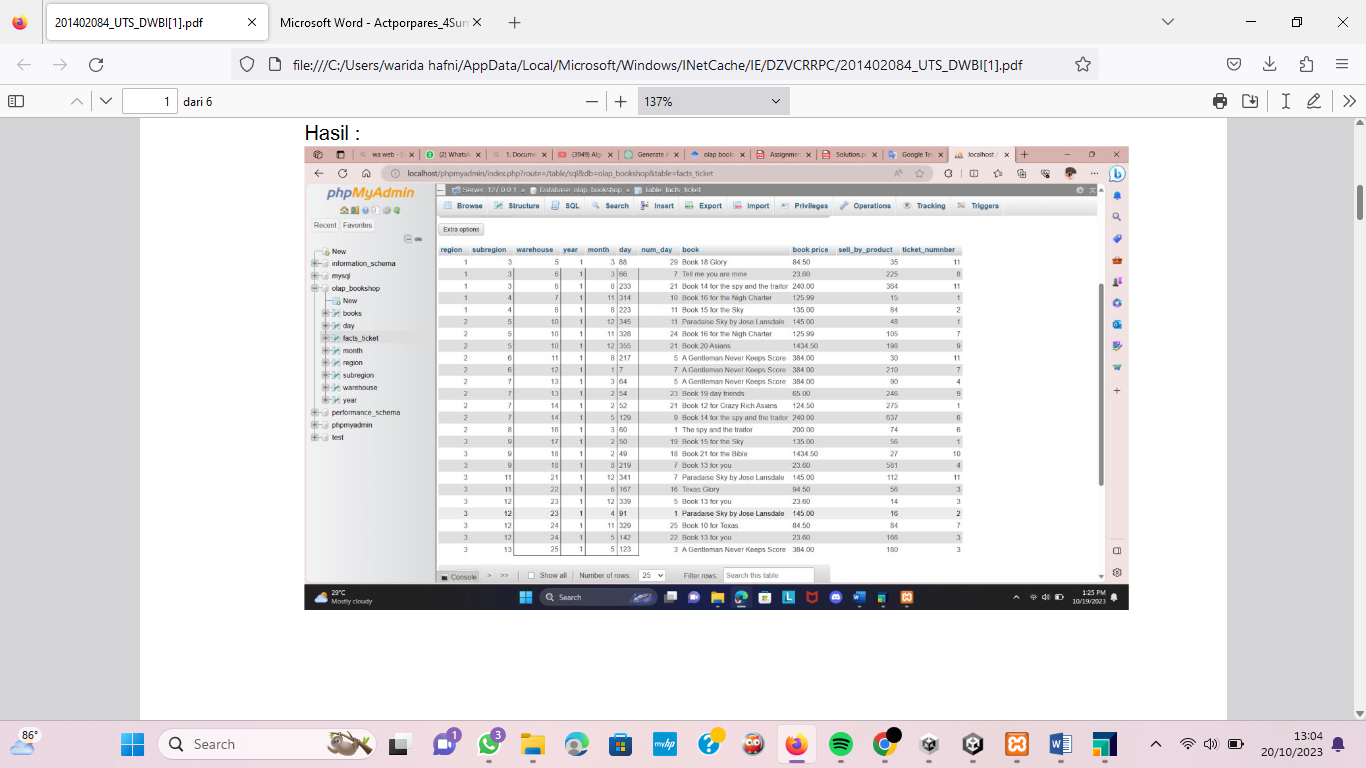 201402084_UTS_DWBI[1].pdf
Microsoft Word - Actporpares_4Sun
file:///C:/Users/warida hafni/AppData/Local/Microsoft/Windows/INetCache/IE/DZVCRRPC/201402084_UTS_DWBI[1].pdf
1 dari 6
137%
Hasil :
wa web - S
(2) WhatsA
1. Docume
(3949) Alg
Generate
olap book
Assignme
Solution.p
Google Te
localhost /
localhost/phpmyadmin/index.php?route=/table/sql&db=olap_bookshop&table=facts_ticket
phpMyAdmin
Recent Favorites
New
information_schema
mysql
olap_bookshop
New
books
day
facts_ticket
month
region
subregion
warehouse
year
performance_schema
phpmyadmin
test
Server: 127.0.0.1 » Database: olap_bookshop » Table: facts_ticket
Browse Structure SQL Search Insert Export Import Privileges Operations Tracking Triggers
Extra options
region subregion warehouse year month day num_day book book price sell_by_product ticket_numnber
1 3 5 1 3 88 29 Book 18 Glory 84.50 35 11
1 3 6 1 3 66 7 Tell me you are mine 23.60 225 8
1 3 6 1 8 233 21 Book 14 for the spy and the traitor 240.00 364 11
1 4 7 1 11 314 10 Book 16 for the Nigh Charter 125.99 15 1
1 4 8 1 8 223 11 Book 15 for the Sky 135.00 84 2
2 5 10 1 12 345 11 Paradaise Sky by Jose Lansdale 145.00 48 1
2 5 10 1 11 328 24 Book 16 for the Nigh Charter 125.99 105 7
2 5 10 1 12 355 21 Book 20 Asians 1434.50 198 9
2 6 11 1 8 217 5 A Gentleman Never Keeps Score 384.00 30 11
2 6 12 1 1 7 7 A Gentleman Never Keeps Score 384.00 210 7
2 7 13 1 3 64 5 A Gentleman Never Keeps Score 384.00 90 4
2 7 13 1 2 54 23 Book 19 day friends 65.00 246 9
2 7 14 1 2 52 21 Book 12 for Crazy Rich Asians 124.50 275 1
2 7 14 1 5 129 9 Book 14 for the spy and the traitor 240.00 637 6
2 8 16 1 3 60 1 The spy and the traitor 200.00 74 6
3 9 17 1 2 50 19 Book 15 for the Sky 135.00 56 1
3 9 18 1 2 49 18 Book 21 for the Bible 1434.50 27 10
3 9 18 1 8 219 7 Book 13 for you 23.60 581 4
3 11 21 1 12 341 7 Paradaise Sky by Jose Lansdale 145.00 112 11
3 11 22 1 6 167 16 Texas Glory 94.50 56 3
3 12 23 1 12 339 5 Book 13 for you 23.60 14 3
3 12 23 1 4 91 1 Paradaise Sky by Jose Lansdale 145.00 16 2
3 12 24 1 11 329 25 Book 10 for Texas 84.50 84 7
3 12 24 1 5 142 22 Book 13 for you 23.60 166 3
3 13 25 1 5 123 3 A Gentleman Never Keeps Score 384.00 180 3
Console > >> Show all Number of rows: 25 Filter rows: Search this table
29°C
Mostly cloudy
Search
1:25 PM
10/19/2023
86°
Search
1
3
myhp
13:04
20/10/2023